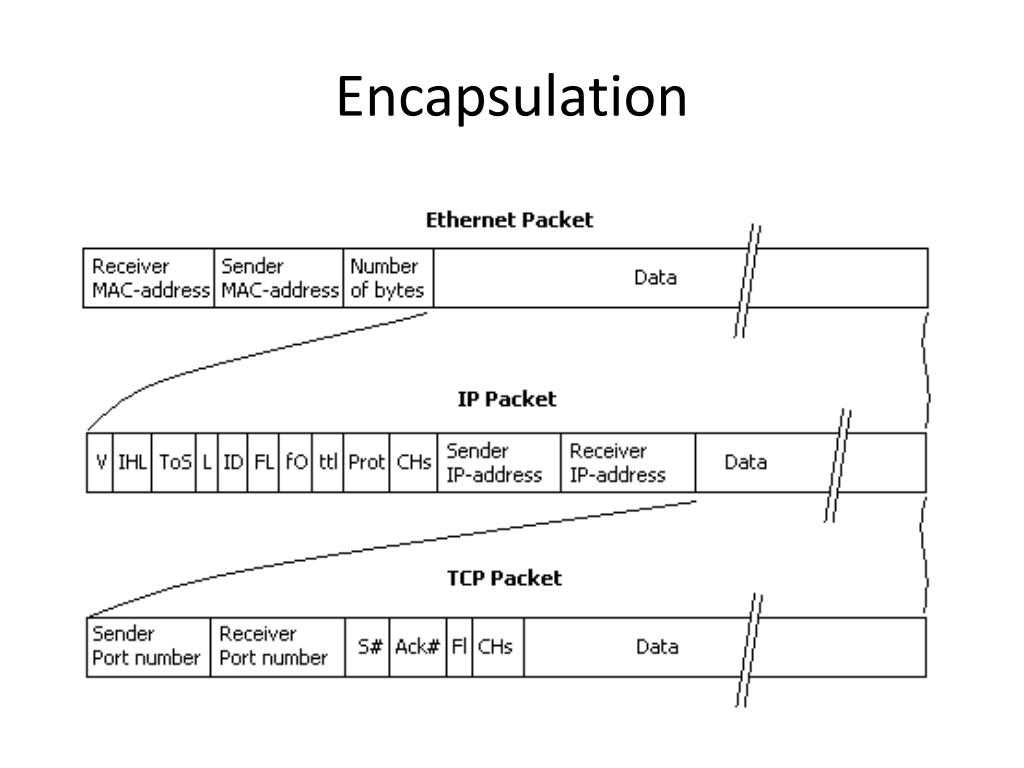 Encapsulation
Ethernet Packet
Receiver
MAC-address
Sender
MAC-address
Number
of bytes
Data
IP Packet
V
IHL
ToS
L
ID
FL
fO
ttl
Prot
CHs
Sender
IP-address
Receiver
IP-address
Data
TCP Packet
Sender
Port number
Receiver
Port number
S#
Ack#
Fl
CHs
Data